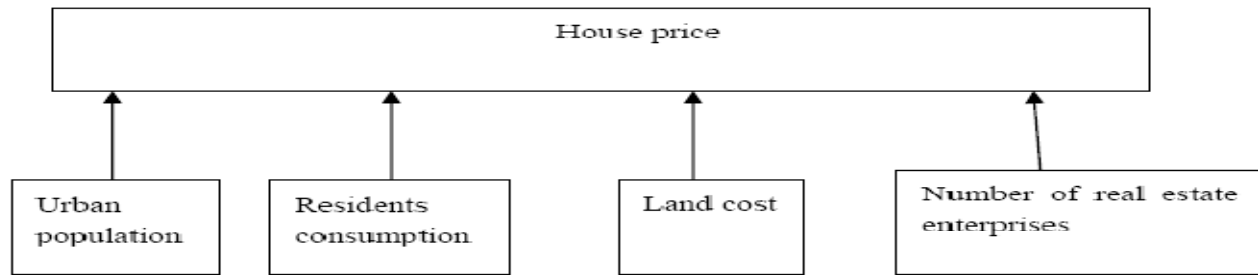 House price
Urban
population
Residents
consumption
Land cost
Number of real estate
enterprises